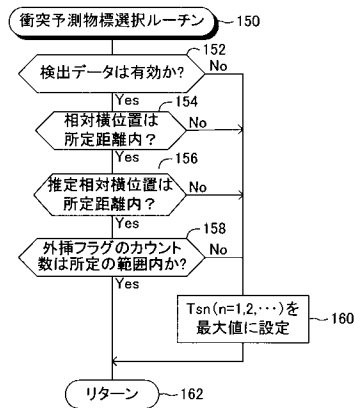 衝突予測物標選択ルーチン
150
152
検出データは有効か?
No
Yes
154
相対横位置は
所定距離内?
No
Yes
156
推定相対横位置は
所定距離内?
No
Yes
158
外挿フラグのカウント
数は所定の範囲内か?
No
Yes
Tsn(n=1,2,･･･)を
最大値に設定
160
リターン
162